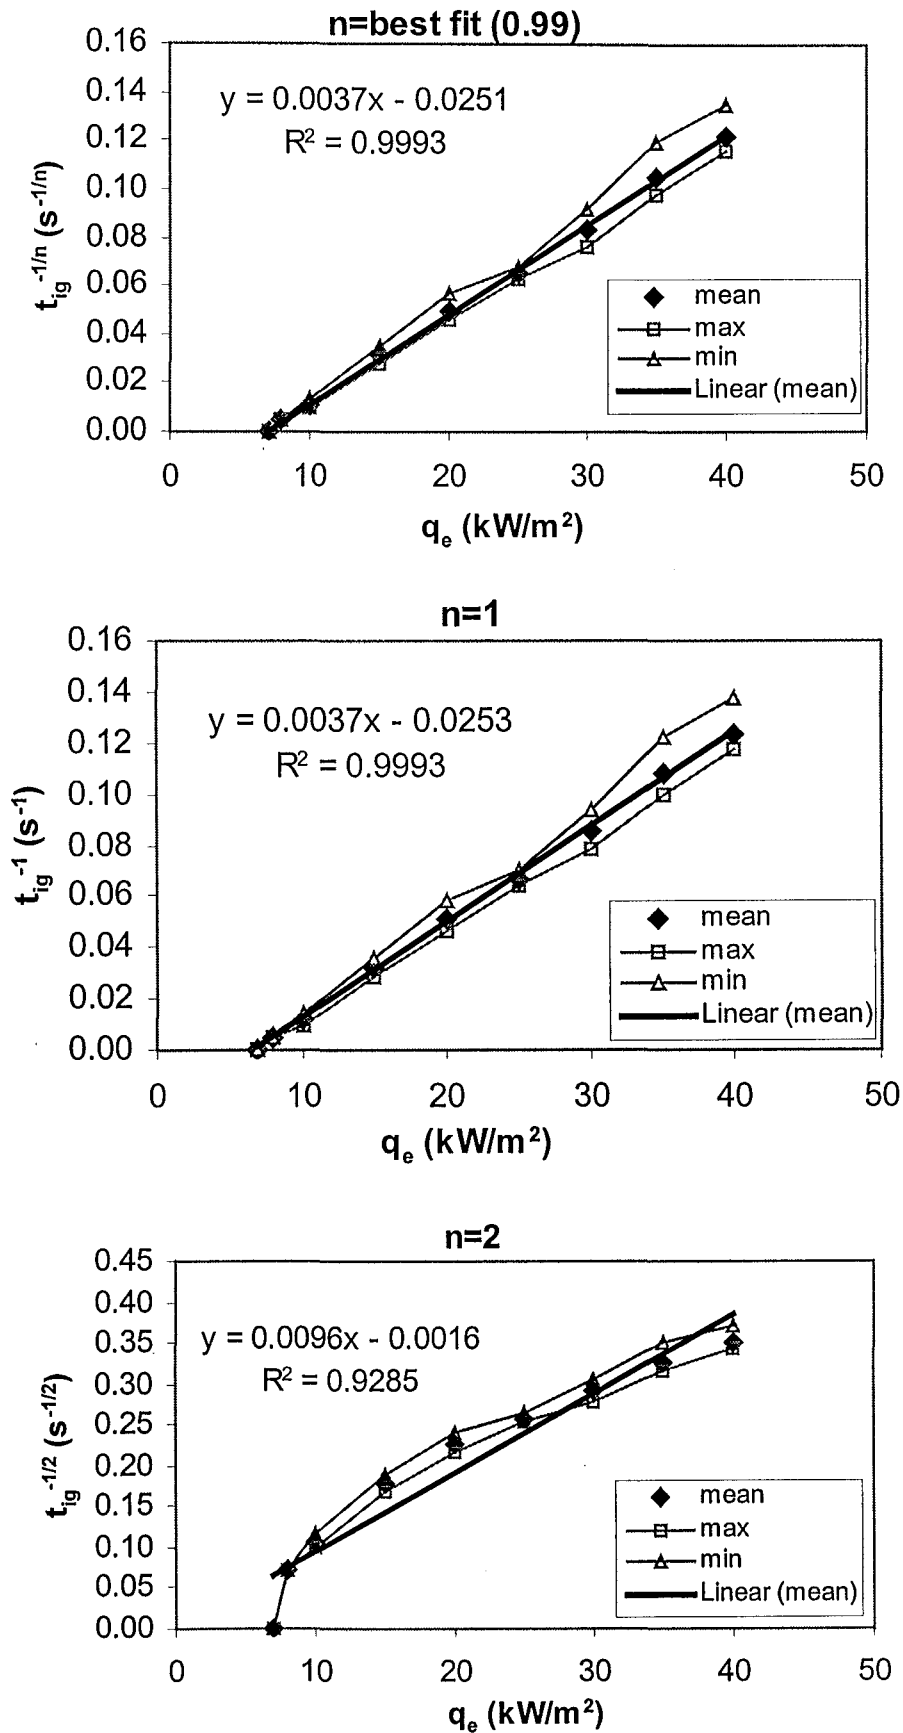 n=best fit (0.99)
0.16
0.14
0.12
0.10
0.08
0.06
0.04
0.02
0.00
y = 0.0037x - 0.0251
R² = 0.9993
t_ig^-1/n (s^-1/n)
mean
max
min
Linear (mean)
0 10 20 30 40 50
q_e (kW/m²)
n=1
0.16
0.14
0.12
0.10
0.08
0.06
0.04
0.02
0.00
y = 0.0037x - 0.0253
R² = 0.9993
t_ig^-1 (s^-1)
mean
max
min
Linear (mean)
0 10 20 30 40 50
q_e (kW/m²)
n=2
0.45
0.40
0.35
0.30
0.25
0.20
0.15
0.10
0.05
0.00
y = 0.0096x - 0.0016
R² = 0.9285
t_ig^-1/2 (s^-1/2)
mean
max
min
Linear (mean)
0 10 20 30 40 50
q_e (kW/m²)